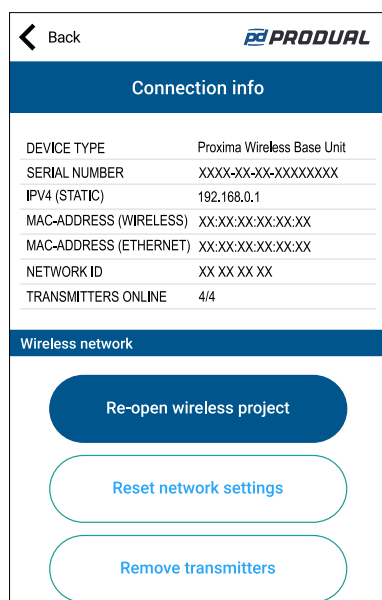 Back
PRODUAL
Connection info
DEVICE TYPE Proxima Wireless Base Unit
SERIAL NUMBER XXXX-XX-XX-XXXXXXXX
IPV4 (STATIC) 192.168.0.1
MAC-ADDRESS (WIRELESS) XX:XX:XX:XX:XX:XX
MAC-ADDRESS (ETHERNET) XX:XX:XX:XX:XX:XX
NETWORK ID XX XX XX XX
TRANSMITTERS ONLINE 4/4
Wireless network
Re-open wireless project
Reset network settings
Remove transmitters